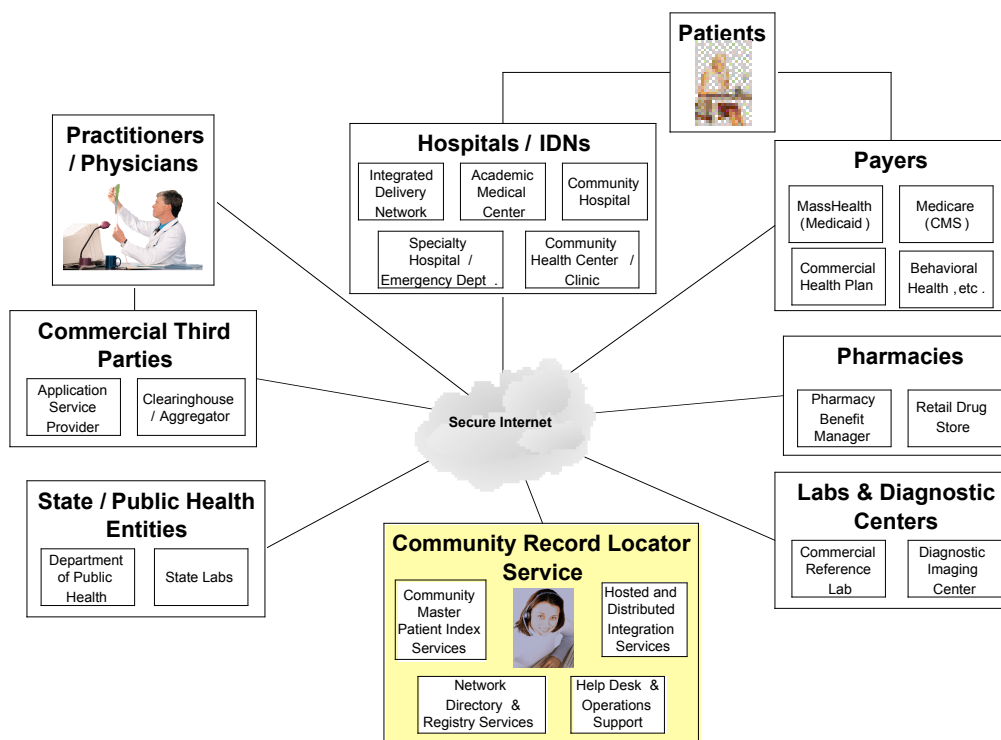 Patients
Practitioners
/ Physicians
Hospitals / IDNs
Integrated
Delivery
Network
Academic
Medical
Center
Community
Hospital
Specialty
Hospital /
Emergency Dept .
Community
Health Center /
Clinic
Payers
MassHealth
(Medicaid )
Medicare
(CMS )
Commercial
Health Plan
Behavioral
Health , etc .
Commercial Third
Parties
Application
Service
Provider
Clearinghouse
/ Aggregator
Secure Internet
Pharmacies
Pharmacy
Benefit
Manager
Retail Drug
Store
State / Public Health
Entities
Department
of Public
Health
State Labs
Community Record Locator
Service
Community
Master
Patient Index
Services
Hosted and
Distributed
Integration
Services
Network
Directory &
Registry Services
Help Desk &
Operations
Support
Labs & Diagnostic
Centers
Commercial
Reference
Lab
Diagnostic
Imaging
Center